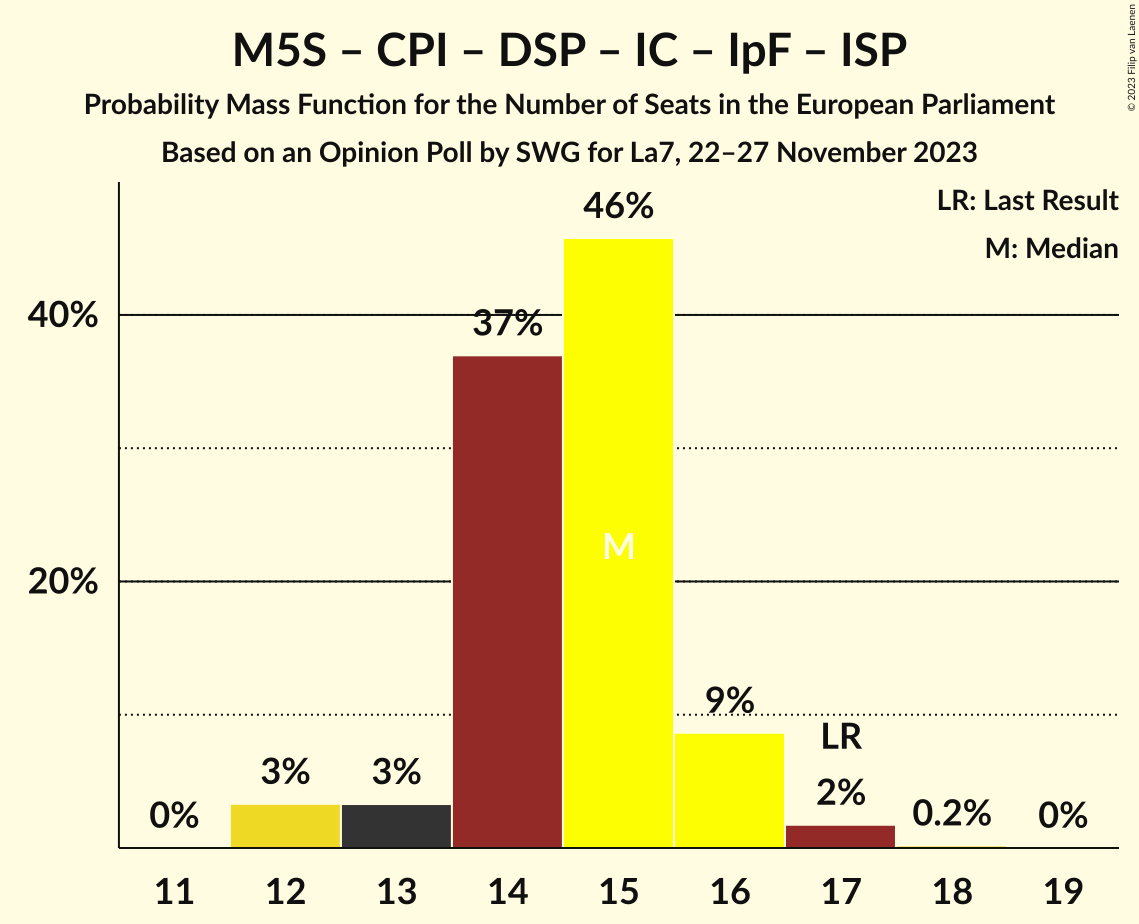 M5S – CPI – DSP – IC – IpF – ISP
Probability Mass Function for the Number of Seats in the European Parliament
Based on an Opinion Poll by SWG for La7, 22–27 November 2023
© 2023 Filip van Laenen
LR: Last Result
M: Median
46%
40%
37%
M
20%
9%
LR
3%
3%
2%
0%
0.2%
0%
11 12 13 14 15 16 17 18 19